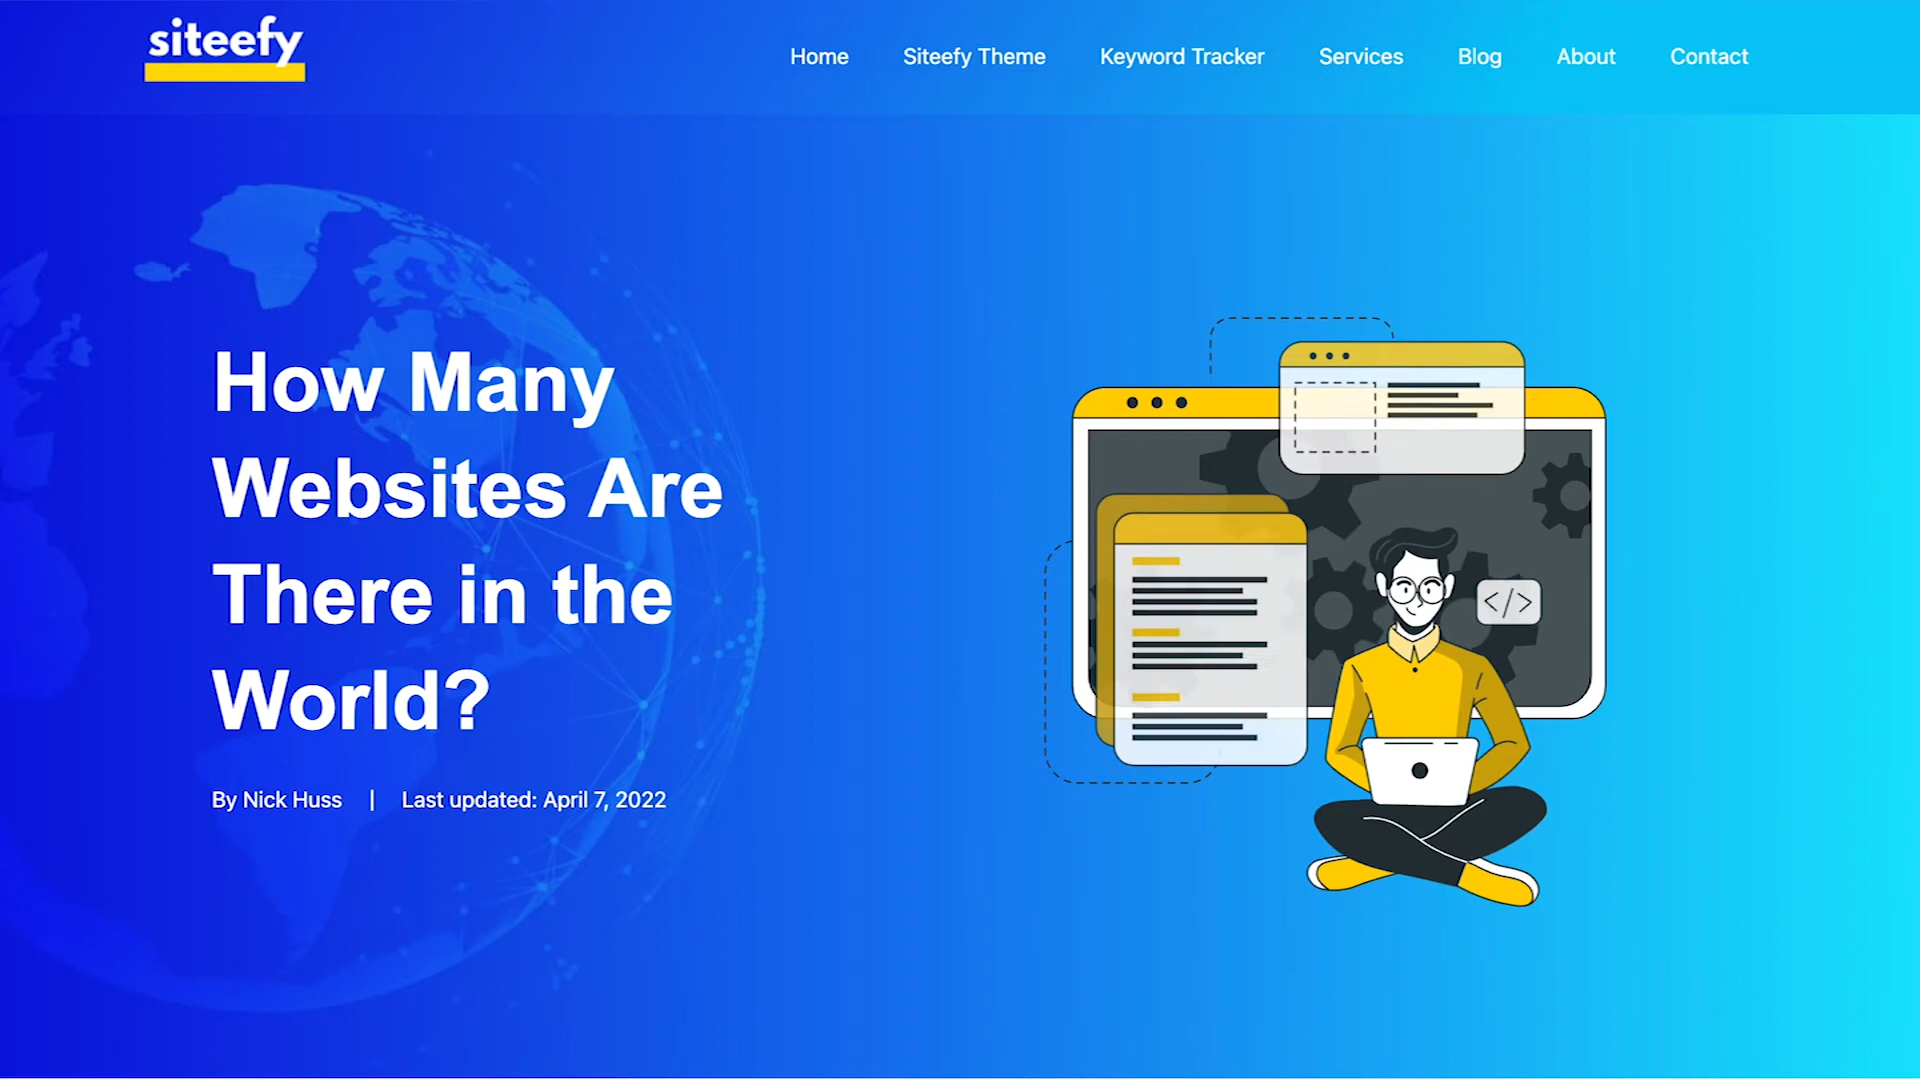 siteefy
Home Siteefy Theme Keyword Tracker Services Blog About Contact
How Many
Websites Are
There in the
World?
By Nick Huss | Last updated: April 7, 2022
</>